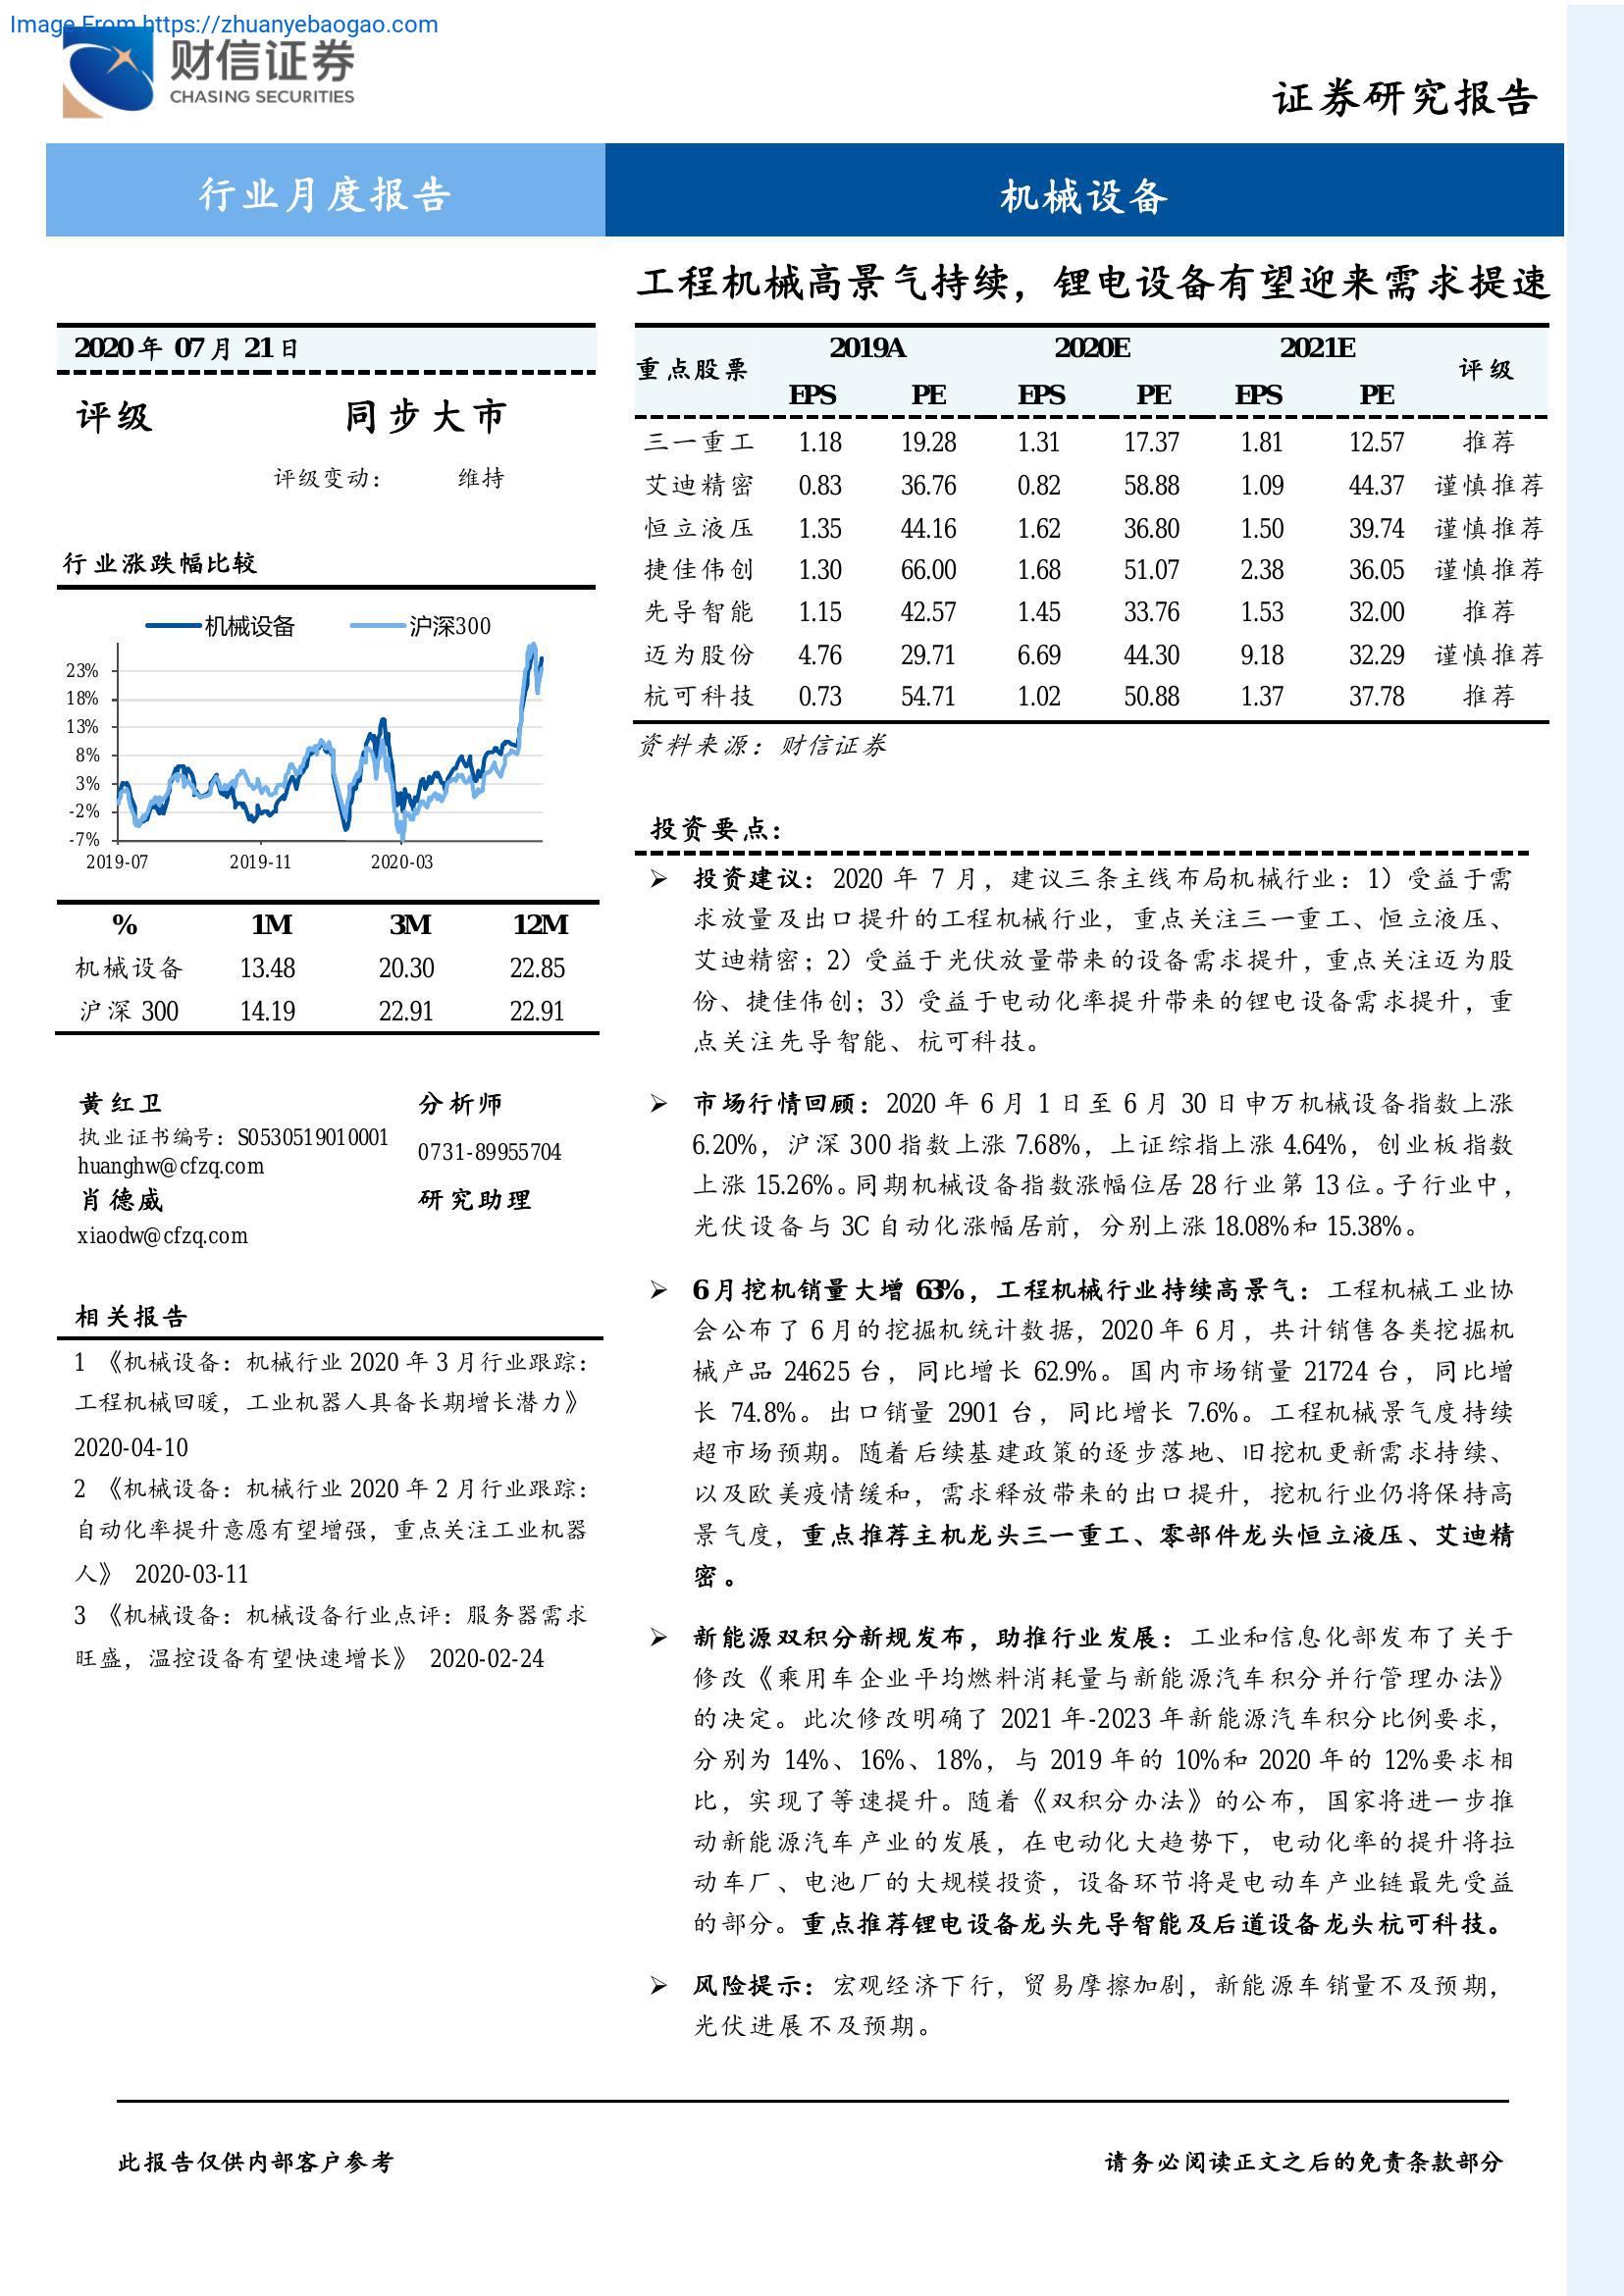 Image From https://zhuanyebaogao.com
财信证券
CHASING SECURITIES
证券研究报告
行业月度报告
机械设备
工程机械高景气持续，锂电设备有望迎来需求提速
2020年 07月 21日
评级 同步大市
评级变动： 维持
行业涨跌幅比较
机械设备 沪深300
23%
18%
13%
8%
3%
-2%
-7%
2019-07 2019-11 2020-03
% 1M 3M 12M
机械设备 13.48 20.30 22.85
沪深 300 14.19 22.91 22.91
黄红卫 分析师
执业证书编号：S0530519010001 0731-89955704
huanghw@cfzq.com
肖德威 研究助理
xiaodw@cfzq.com
相关报告
1 《机械设备：机械行业 2020 年 3 月行业跟踪：
工程机械回暖，工业机器人具备长期增长潜力》
2020-04-10
2 《机械设备：机械行业 2020 年 2 月行业跟踪：
自动化率提升意愿有望增强，重点关注工业机器
人》 2020-03-11
3 《机械设备：机械设备行业点评：服务器需求
旺盛，温控设备有望快速增长》 2020-02-24
重点股票 2019A 2020E 2021E 评级
EPS PE EPS PE EPS PE
三一重工 1.18 19.28 1.31 17.37 1.81 12.57 推荐
艾迪精密 0.83 36.76 0.82 58.88 1.09 44.37 谨慎推荐
恒立液压 1.35 44.16 1.62 36.80 1.50 39.74 谨慎推荐
捷佳伟创 1.30 66.00 1.68 51.07 2.38 36.05 谨慎推荐
先导智能 1.15 42.57 1.45 33.76 1.53 32.00 推荐
迈为股份 4.76 29.71 6.69 44.30 9.18 32.29 谨慎推荐
杭可科技 0.73 54.71 1.02 50.88 1.37 37.78 推荐
资料来源：财信证券
投资要点：
➢ 投资建议：2020 年 7 月，建议三条主线布局机械行业：1）受益于需
求放量及出口提升的工程机械行业，重点关注三一重工、恒立液压、
艾迪精密；2）受益于光伏放量带来的设备需求提升，重点关注迈为股
份、捷佳伟创；3）受益于电动化率提升带来的锂电设备需求提升，重
点关注先导智能、杭可科技。
➢ 市场行情回顾：2020 年 6 月 1 日至 6 月 30 日申万机械设备指数上涨
6.20%，沪深 300 指数上涨 7.68%，上证综指上涨 4.64%，创业板指数
上涨 15.26%。同期机械设备指数涨幅位居 28 行业第 13 位。子行业中，
光伏设备与 3C 自动化涨幅居前，分别上涨 18.08%和 15.38%。
➢ 6 月挖机销量大增 63%，工程机械行业持续高景气：工程机械工业协
会公布了 6 月的挖掘机统计数据，2020 年 6 月，共计销售各类挖掘机
械产品 24625 台，同比增长 62.9%。国内市场销量 21724 台，同比增
长 74.8%。出口销量 2901 台，同比增长 7.6%。工程机械景气度持续
超市场预期。随着后续基建政策的逐步落地、旧挖机更新需求持续、
以及欧美疫情缓和，需求释放带来的出口提升，挖机行业仍将保持高
景气度，重点推荐主机龙头三一重工、零部件龙头恒立液压、艾迪精
密。
➢ 新能源双积分新规发布，助推行业发展：工业和信息化部发布了关于
修改《乘用车企业平均燃料消耗量与新能源汽车积分并行管理办法》
的决定。此次修改明确了 2021 年-2023 年新能源汽车积分比例要求，
分别为 14%、16%、18%，与 2019 年的 10%和 2020 年的 12%要求相
比，实现了等速提升。随着《双积分办法》的公布，国家将进一步推
动新能源汽车产业的发展，在电动化大趋势下，电动化率的提升将拉
动车厂、电池厂的大规模投资，设备环节将是电动车产业链最先受益
的部分。重点推荐锂电设备龙头先导智能及后道设备龙头杭可科技。
➢ 风险提示：宏观经济下行，贸易摩擦加剧，新能源车销量不及预期，
光伏进展不及预期。
此报告仅供内部客户参考
请务必阅读正文之后的免责条款部分